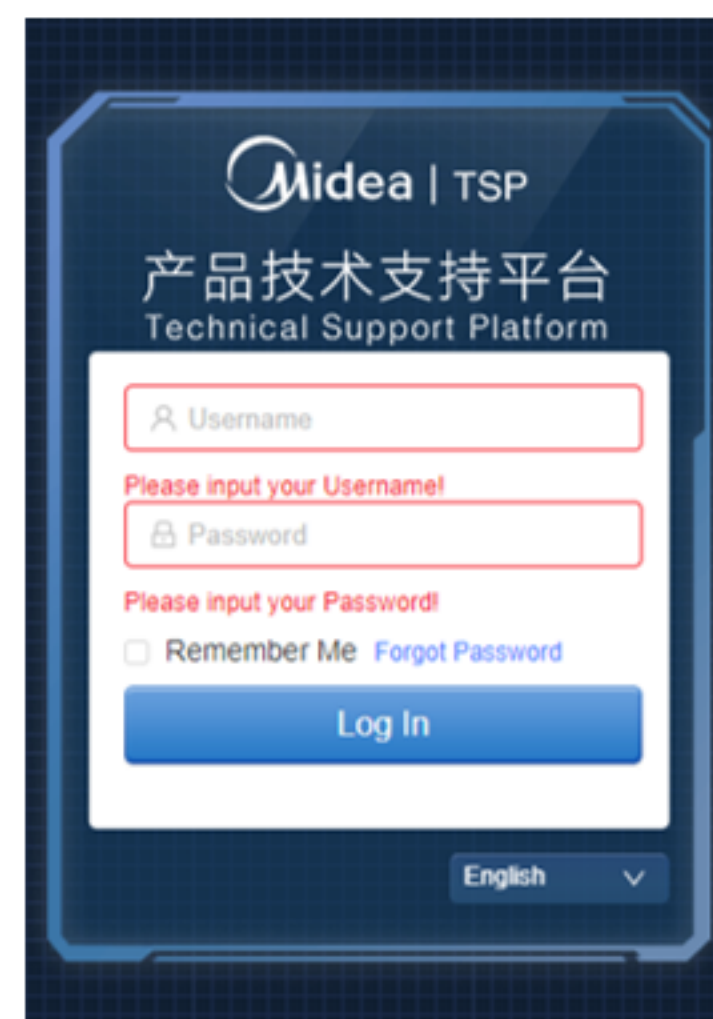 Midea | TSP
产品技术支持平台
Technical Support Platform
Username
Please input your Username!
Password
Please input your Password!
Remember Me Forgot Password
Log In
English